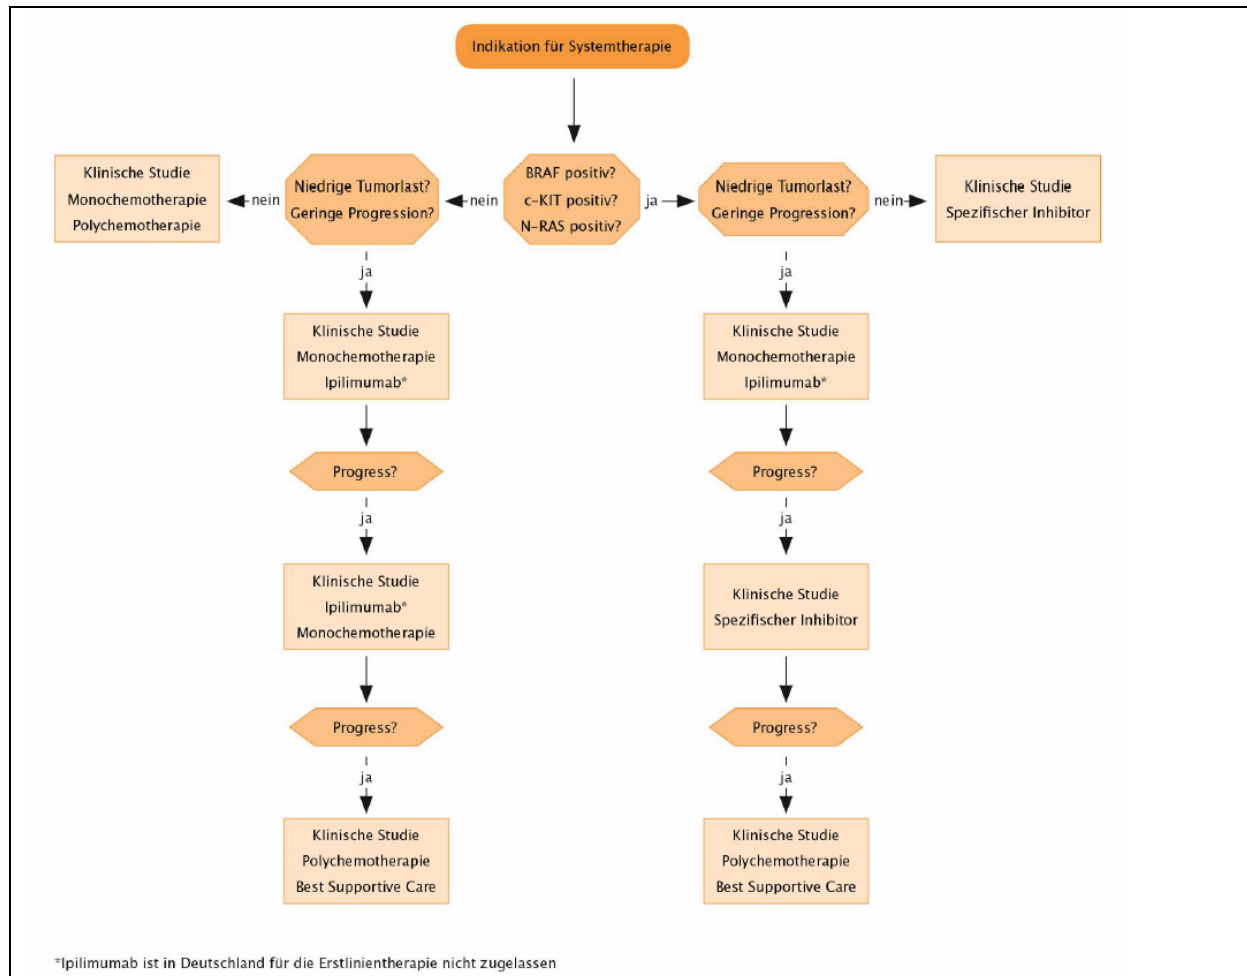 Indikation für Systemtherapie
Klinische Studie
Monochemotherapie
Polychemotherapie
nein
Niedrige Tumorlast?
Geringe Progression?
nein
BRAF positiv?
c-KIT positiv?
N-RAS positiv?
ja
Niedrige Tumorlast?
Geringe Progression?
nein
Klinische Studie
Spezifischer Inhibitor
ja
ja
Klinische Studie
Monochemotherapie
Ipilimumab*
Klinische Studie
Monochemotherapie
Ipilimumab*
Progress?
Progress?
ja
ja
Klinische Studie
Ipilimumab*
Monochemotherapie
Klinische Studie
Spezifischer Inhibitor
Progress?
Progress?
ja
ja
Klinische Studie
Polychemotherapie
Best Supportive Care
Klinische Studie
Polychemotherapie
Best Supportive Care
*Ipilimumab ist in Deutschland für die Erstlinientherapie nicht zugelassen